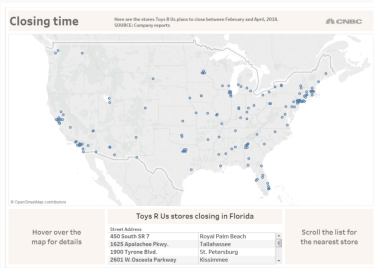 Closing time
Here are the stores Toys R Us plans to close between February and April, 2018.
SOURCE: Company reports
CNBC
© OpenStreetMap contributors
Hover over the
map for details
Toys R Us stores closing in Florida
Street Address
450 South SR 7 Royal Palm Beach
1625 Apalachee Pkwy. Tallahassee
1900 Tyrone Blvd. St. Petersburg
2601 W. Osceola Parkway Kissimmee
Scroll the list for
the nearest store